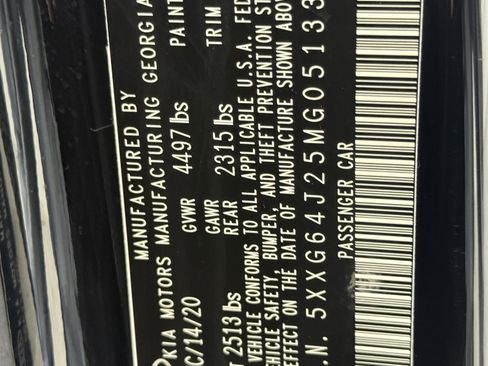 MANUFACTURED BY
KIA MOTORS MANUFACTURING GEORGIA
C/14/20 GVWR 4497 lbs PAINT
GAWR
2513 lbs REAR 2315 lbs TRIM
VEHICLE CONFORMS TO ALL APPLICABLE U.S.A. FED
VEHICLE SAFETY, BUMPER, AND THEFT PREVENTION ST
EFFECT ON THE DATE OF MANUFACTURE SHOWN ABOV
.N. 5XXG64J25MG05133
PASSENGER CAR